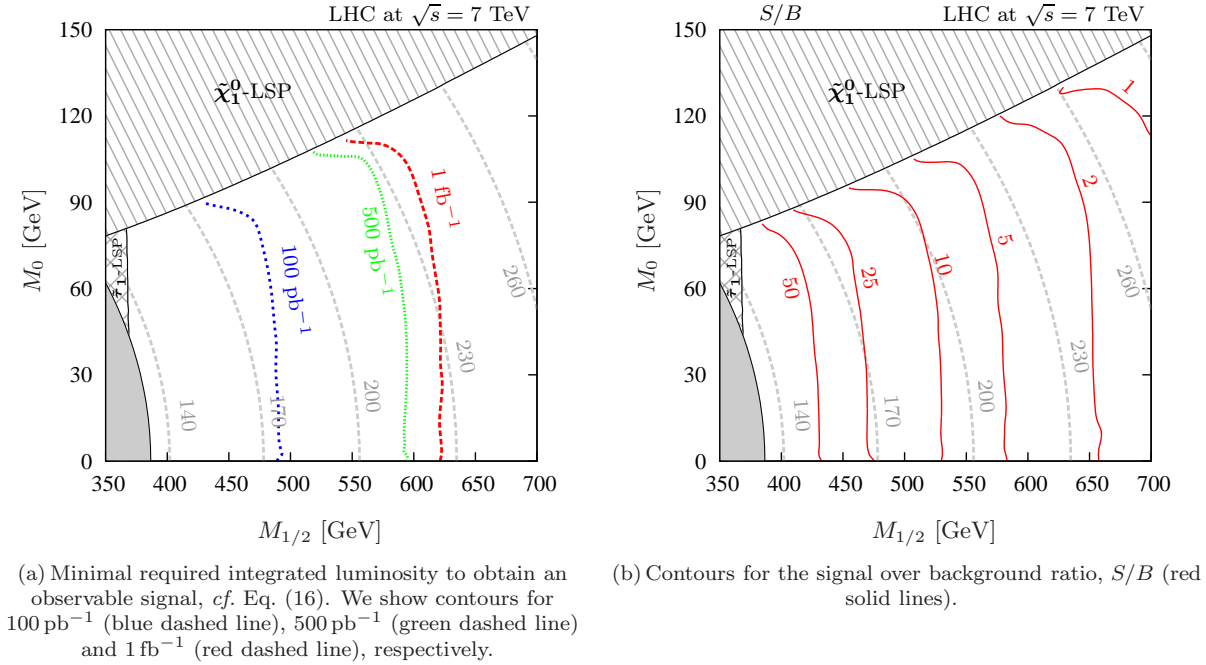 LHC at √s = 7 TeV
150
120
90
60
30
0
M₀ [GeV]
χ̃₁⁰-LSP
τ̃₁-LSP
100 pb⁻¹
500 pb⁻¹
1 fb⁻¹
140
170
200
230
260
350 400 450 500 550 600 650 700
M₁/₂ [GeV]
(a) Minimal required integrated luminosity to obtain an
observable signal, cf. Eq. (16). We show contours for
100 pb⁻¹ (blue dashed line), 500 pb⁻¹ (green dashed line)
and 1 fb⁻¹ (red dashed line), respectively.
S/B LHC at √s = 7 TeV
150
120
90
60
30
0
M₀ [GeV]
χ̃₁⁰-LSP
τ̃₁-LSP
50
25
10
5
2
1
140
170
200
230
260
350 400 450 500 550 600 650 700
M₁/₂ [GeV]
(b) Contours for the signal over background ratio, S/B (red
solid lines).